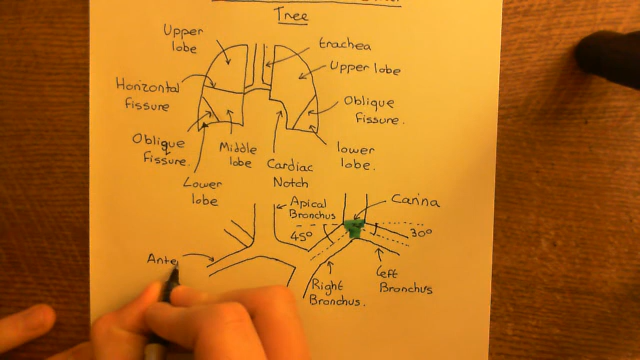 Tree
Upper
lobe
trachea
Upper lobe
Horizontal
fissure
Oblique
Fissure.
Oblique
fissure.
Middle
lobe
Cardiac
Notch
lower
lobe.
Lower
lobe
Apical
Bronchus
Carina
45°
30°
Ante
Right
Bronchus.
Left
Bronchus